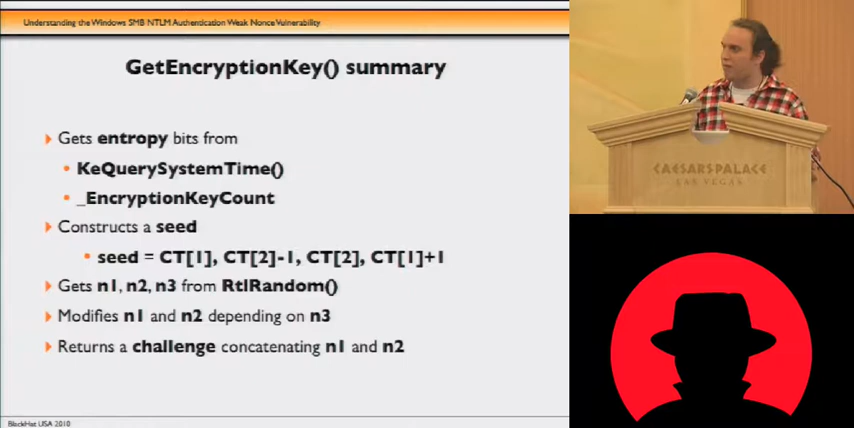 Understanding the Windows SMB NTLM Authentication Weak Nonce Vulnerability
GetEncryptionKey() summary
Gets entropy bits from
KeQuerySystemTime()
_EncryptionKeyCount
Constructs a seed
seed = CT[1], CT[2]-1, CT[2], CT[1]+1
Gets n1, n2, n3 from RtlRandom()
Modifies n1 and n2 depending on n3
Returns a challenge concatenating n1 and n2
BlackHat USA 2010
CAESARS PALACE
LAS VEGAS